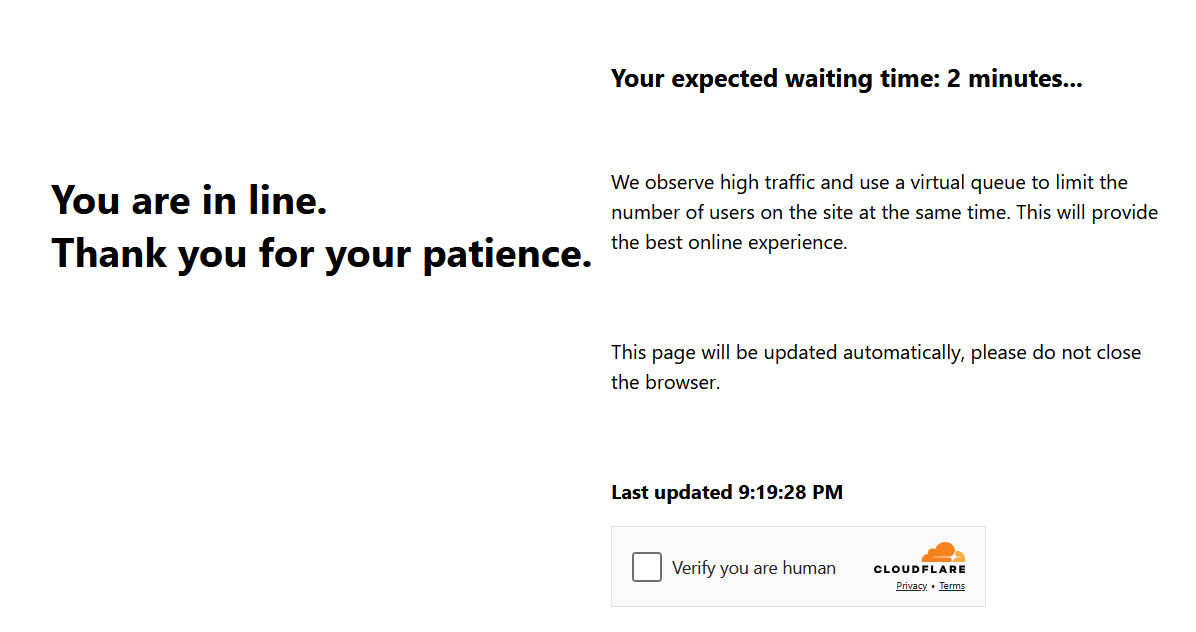 You are in line.
Thank you for your patience.
Your expected waiting time: 2 minutes...
We observe high traffic and use a virtual queue to limit the
number of users on the site at the same time. This will provide
the best online experience.
This page will be updated automatically, please do not close
the browser.
Last updated 9:19:28 PM
Verify you are human
CLOUDFLARE
Privacy • Terms